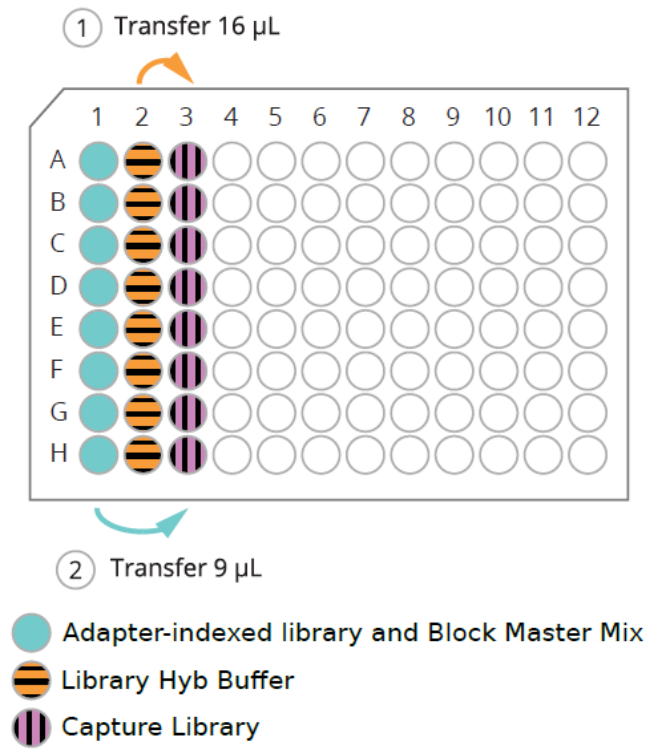 1 Transfer 16 µL
1 2 3 4 5 6 7 8 9 10 11 12
A
B
C
D
E
F
G
H
2 Transfer 9 µL
Adapter-indexed library and Block Master Mix
Library Hyb Buffer
Capture Library